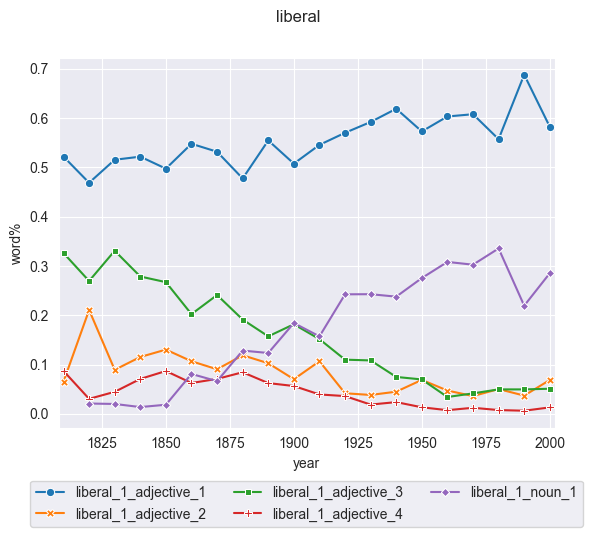 liberal
0.7
0.6
0.5
0.4
0.3
0.2
0.1
0.0
word%
1825 1850 1875 1900 1925 1950 1975 2000
year
liberal_1_adjective_1 liberal_1_adjective_3 liberal_1_noun_1
liberal_1_adjective_2 liberal_1_adjective_4